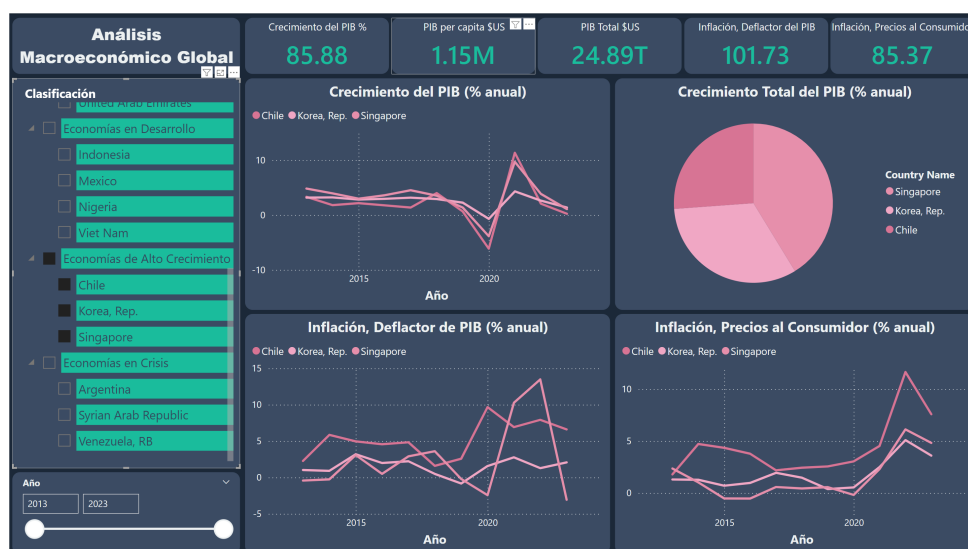 Análisis
Macroeconómico Global
Crecimiento del PIB %
85.88
PIB per capita $US
1.15M
PIB Total $US
24.89T
Inflación, Deflactor del PIB
101.73
Inflación, Precios al Consumidor
85.37
Clasificación
United Arab Emirates
Economías en Desarrollo
Indonesia
Mexico
Nigeria
Viet Nam
Economías de Alto Crecimiento
Chile
Korea, Rep.
Singapore
Economías en Crisis
Argentina
Syrian Arab Republic
Venezuela, RB
Año
2013 2023
Crecimiento del PIB (% anual)
Chile Korea, Rep. Singapore
10
0
-10
2015 2020
Año
Crecimiento Total del PIB (% anual)
Country Name
Singapore
Korea, Rep.
Chile
Inflación, Deflactor de PIB (% anual)
Chile Korea, Rep. Singapore
15
10
5
0
-5
2015 2020
Año
Inflación, Precios al Consumidor (% anual)
Chile Korea, Rep. Singapore
10
5
0
2015 2020
Año